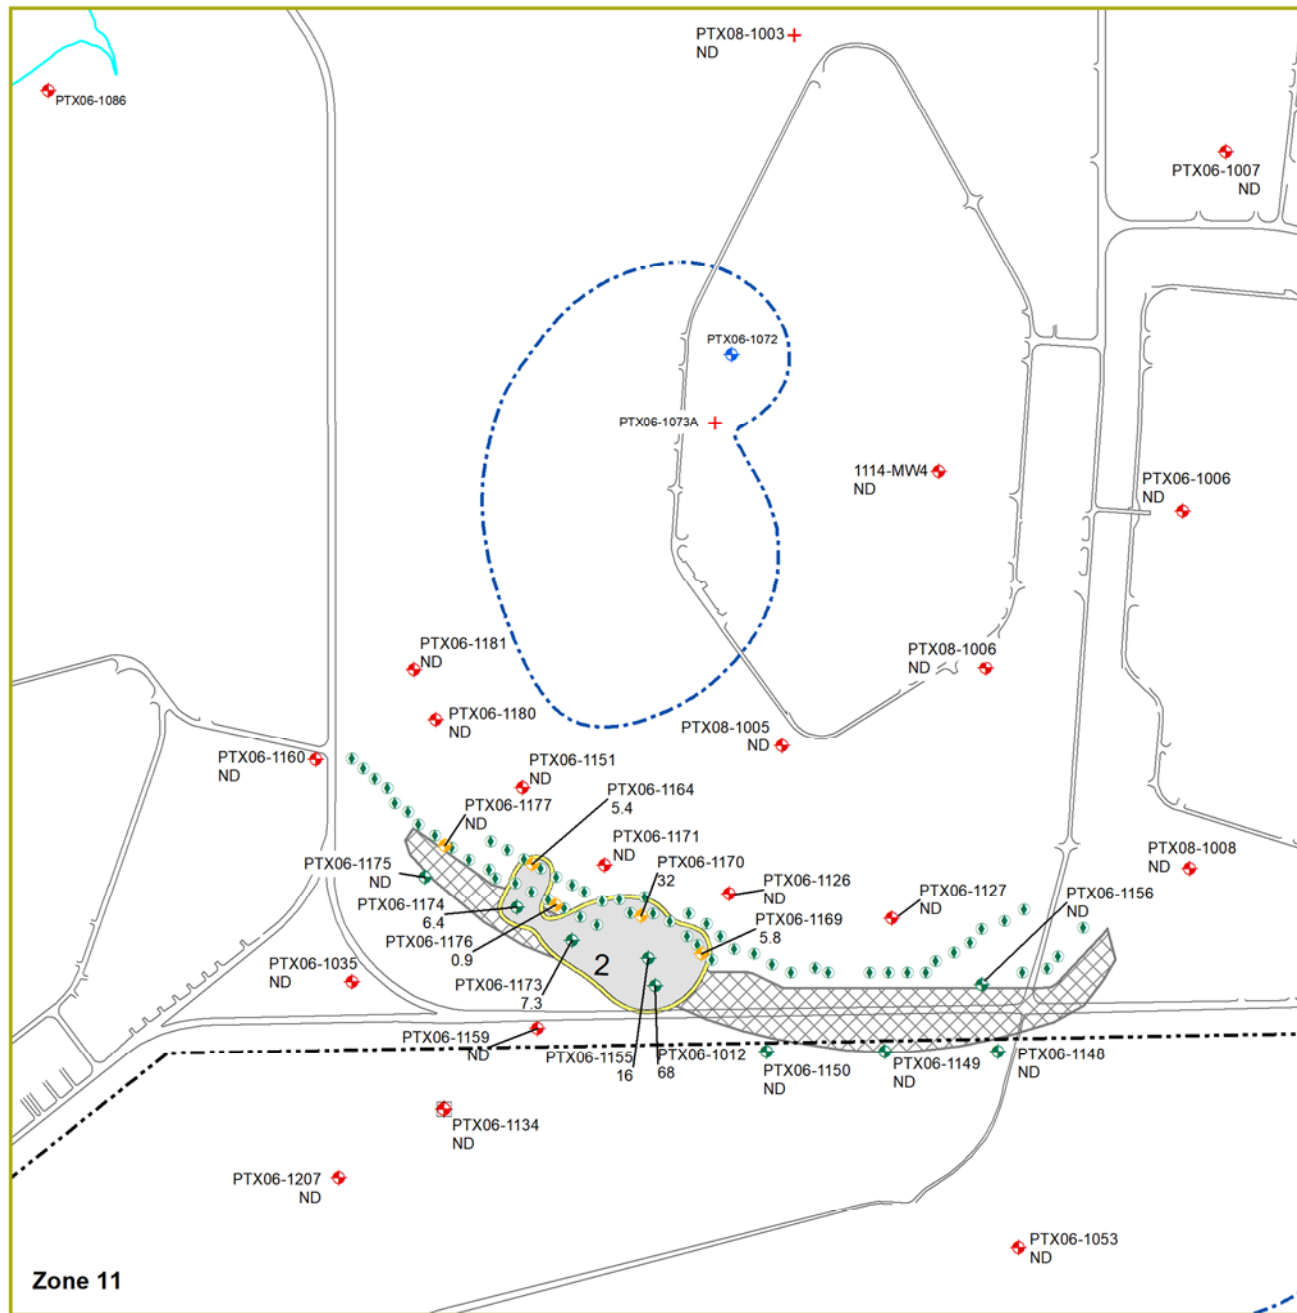 PTX08-1003
ND
PTX06-1086
PTX06-1007
ND
PTX06-1072
PTX06-1073A
1114-MW4
ND
PTX06-1006
ND
PTX06-1181
ND
PTX08-1006
ND
PTX06-1180
ND
PTX08-1005
ND
PTX06-1160
ND
PTX06-1151
ND
PTX06-1164
5.4
PTX06-1177
ND
PTX06-1171
ND
PTX06-1175
ND
PTX06-1170
32
PTX06-1126
ND
PTX06-1127
ND
PTX08-1008
ND
PTX06-1156
ND
PTX06-1174
6.4
PTX06-1169
5.8
PTX06-1176
0.9
2
PTX06-1035
ND
PTX06-1173
7.3
PTX06-1159
ND
PTX06-1155
16
PTX06-1012
68
PTX06-1150
ND
PTX06-1149
ND
PTX06-1148
ND
PTX06-1134
ND
PTX06-1207
ND
PTX06-1053
ND
Zone 11